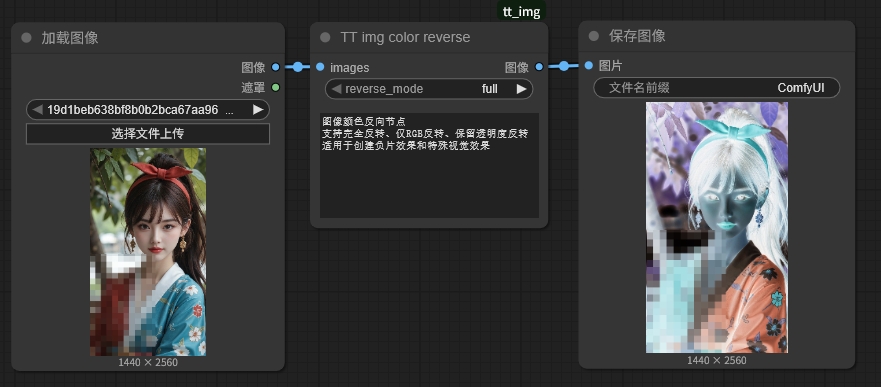 tt_img
加载图像
图像
遮罩
19d1beb638bf8b0b2bca67aa96 ...
选择文件上传
1440 × 2560
TT img color reverse
images
图像
reverse_mode
full
图像颜色反向节点
支持完全反转、仅RGB反转、保留透明度反转
适用于创建负片效果和特殊视觉效果
保存图像
图片
文件名前缀
ComfyUI
1440 × 2560